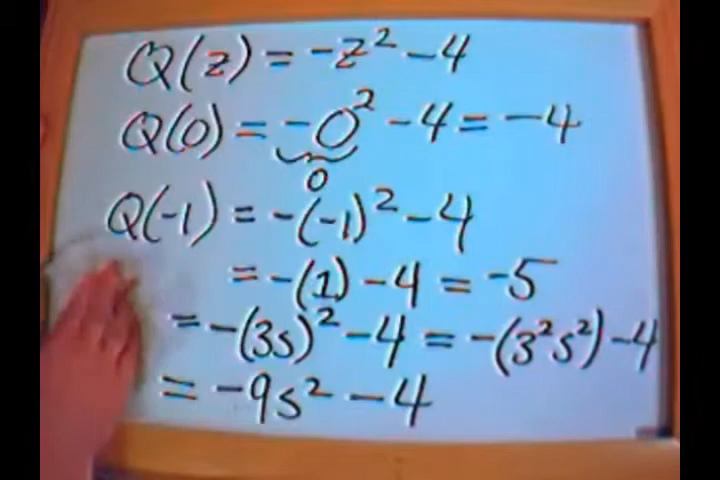 Q(z) = -z² - 4
Q(0) = -0² - 4 = -4
0
Q(-1) = -(-1)² - 4
= -(1) - 4 = -5
= -(3s)² - 4 = -(3²s²) - 4
= -9s² - 4